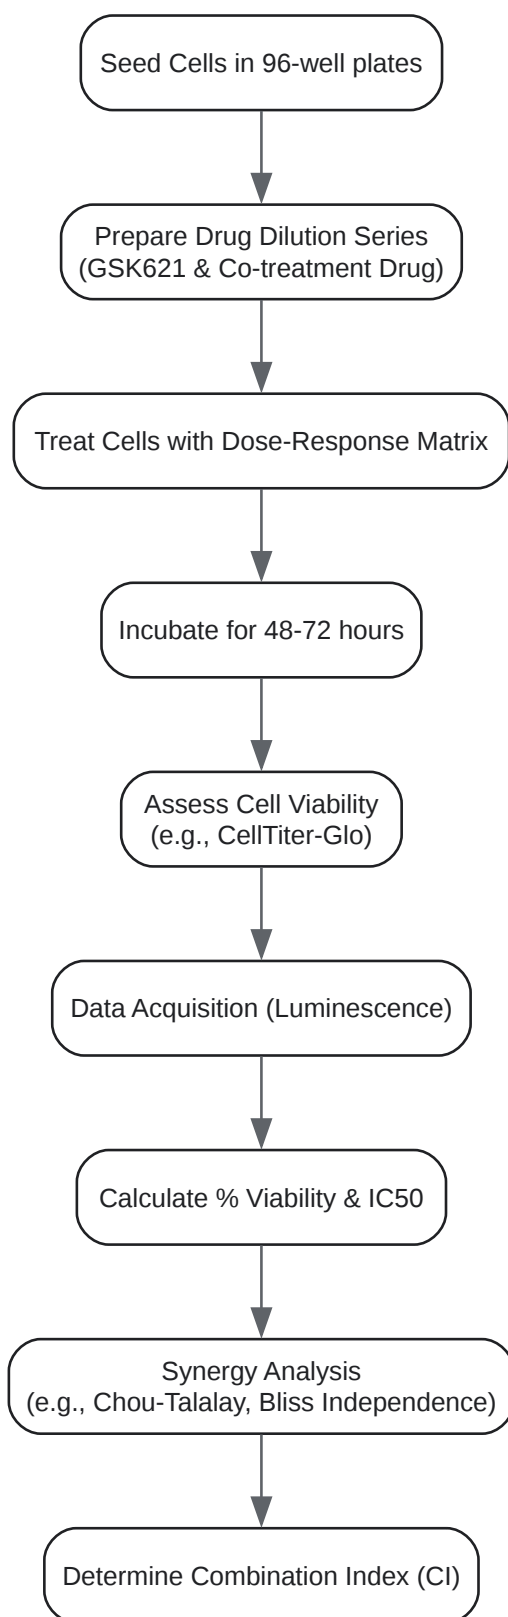 Seed Cells in 96-well plates
Prepare Drug Dilution Series
(GSK621 & Co-treatment Drug)
Treat Cells with Dose-Response Matrix
Incubate for 48-72 hours
Assess Cell Viability
(e.g., CellTiter-Glo)
Data Acquisition (Luminescence)
Calculate % Viability & IC50
Synergy Analysis
(e.g., Chou-Talalay, Bliss Independence)
Determine Combination Index (CI)